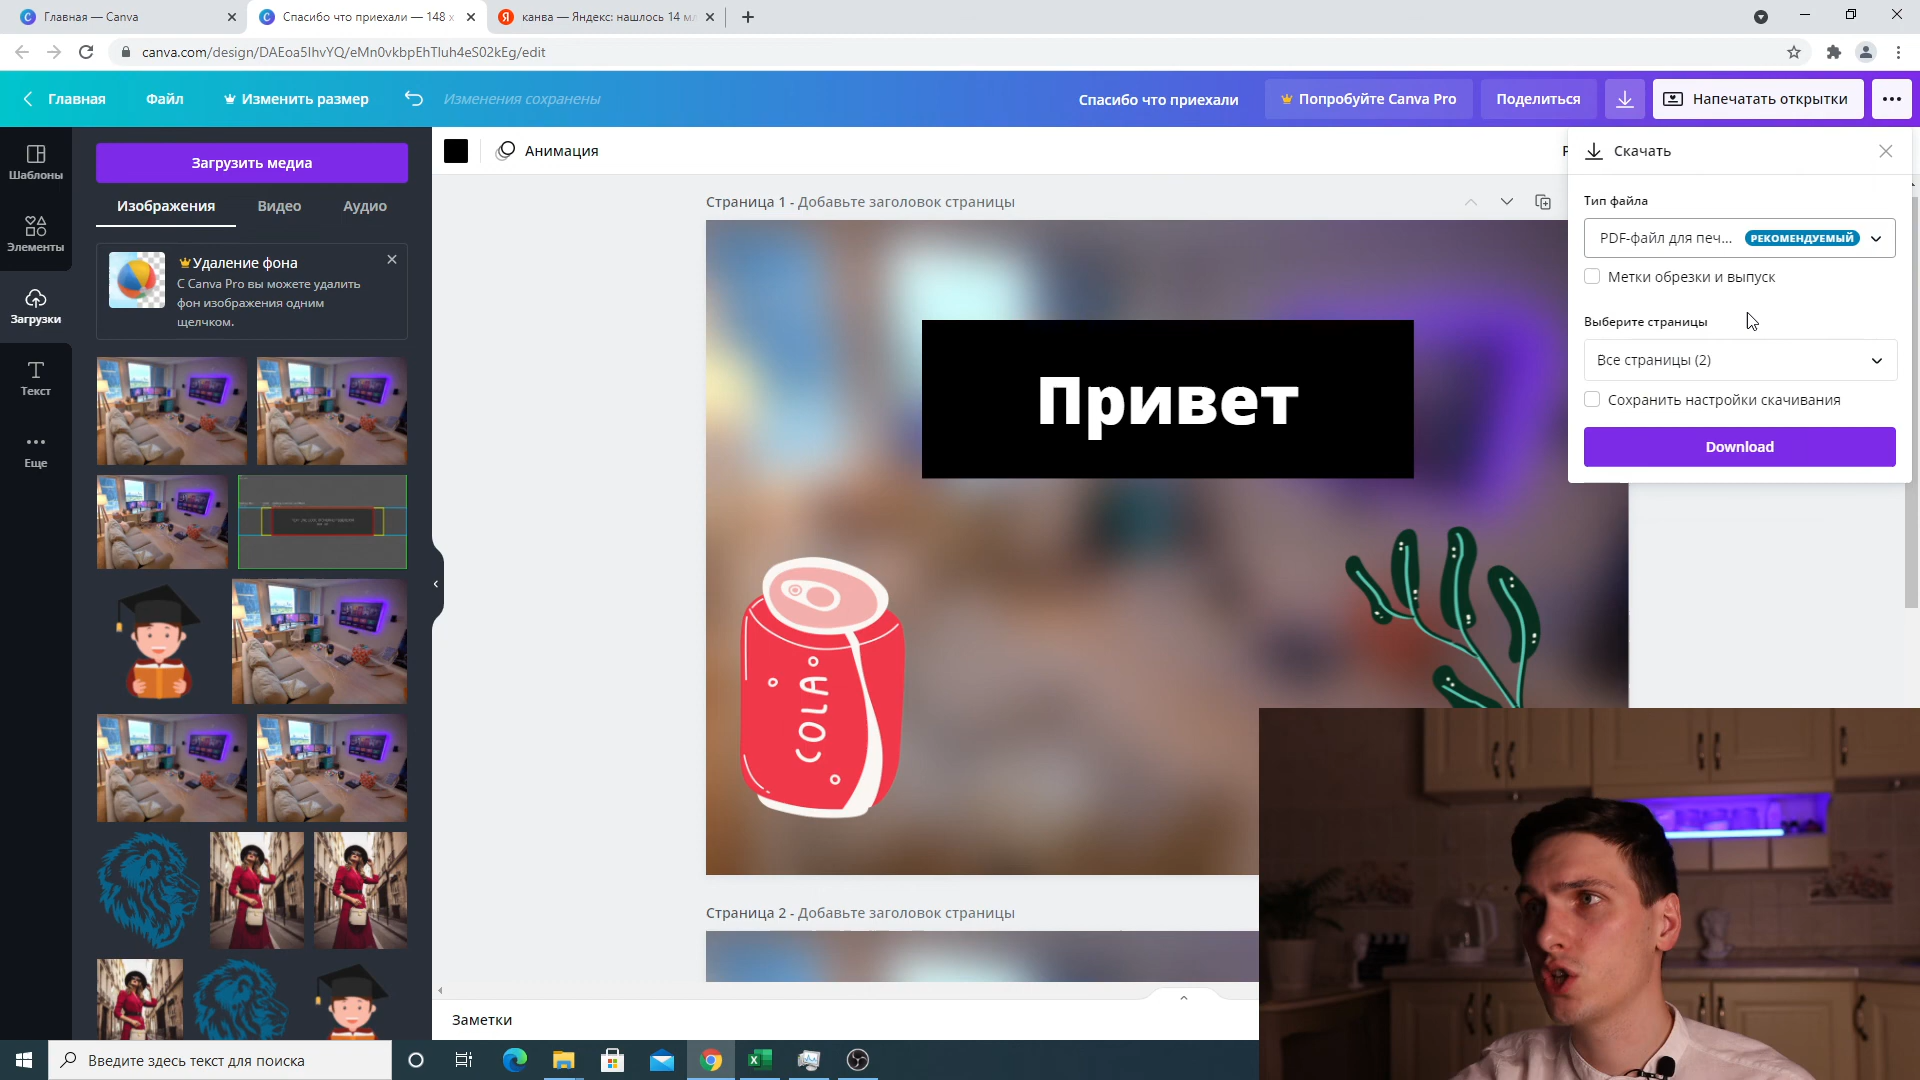 Главная — Canva
Спасибо что приехали — 148 x
канва — Яндекс: нашлось 14 мл
canva.com/design/DAEoa5IhvYQ/eMn0vkbpEhTluh4eS02kEg/edit
Главная
Файл
Изменить размер
Изменения сохранены
Спасибо что приехали
Попробуйте Canva Pro
Поделиться
Напечатать открытки
Шаблоны
Элементы
Загрузки
Текст
Еще
Загрузить медиа
Изображения
Видео
Аудио
Удаление фона
С Canva Pro вы можете удалить
фон изображения одним
щелчком.
Анимация
Страница 1 - Добавьте заголовок страницы
Привет
COLA
Страница 2 - Добавьте заголовок страницы
Заметки
Скачать
Тип файла
PDF-файл для печ...
РЕКОМЕНДУЕМЫЙ
Метки обрезки и выпуск
Выберите страницы
Все страницы (2)
Сохранить настройки скачивания
Download
Введите здесь текст для поиска